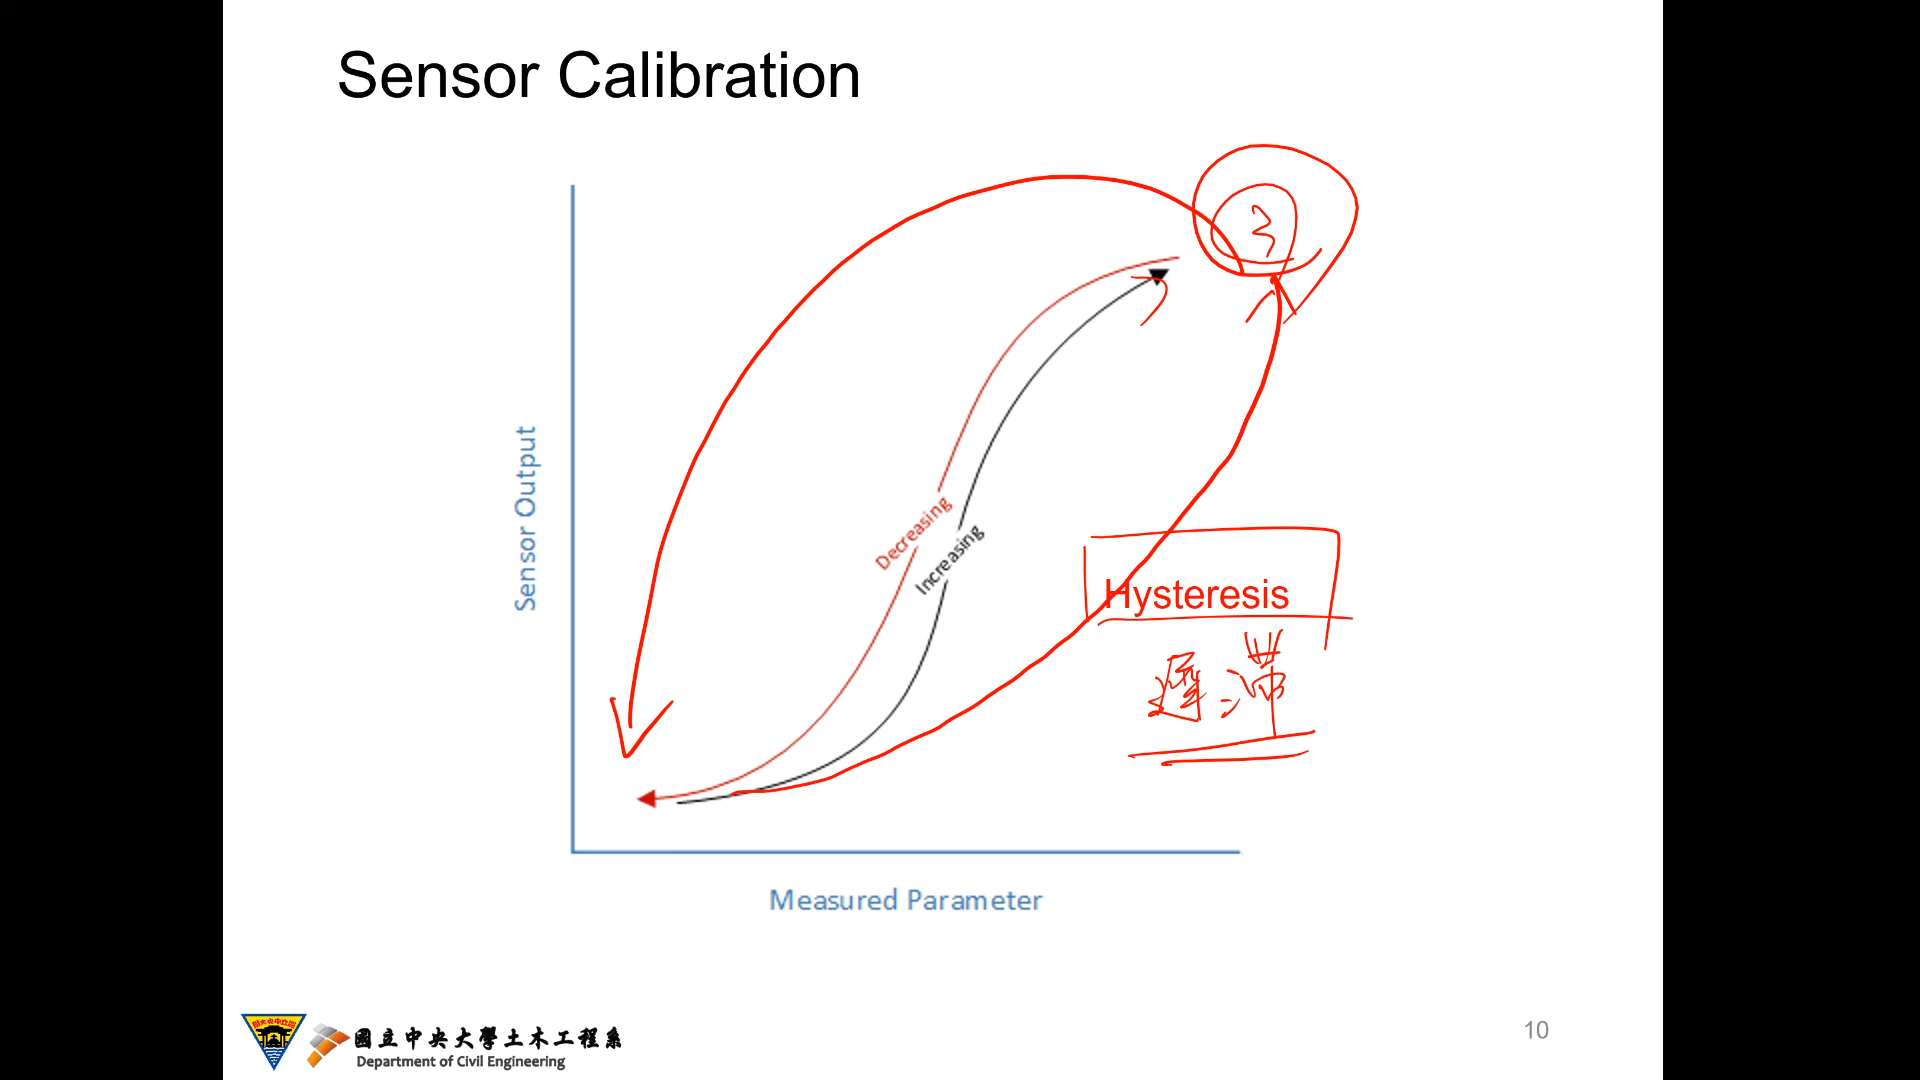 Sensor Calibration
3
Sensor Output
Decreasing
Increasing
Hysteresis
遲滯
Measured Parameter
國立中央大學土木工程系
Department of Civil Engineering
10